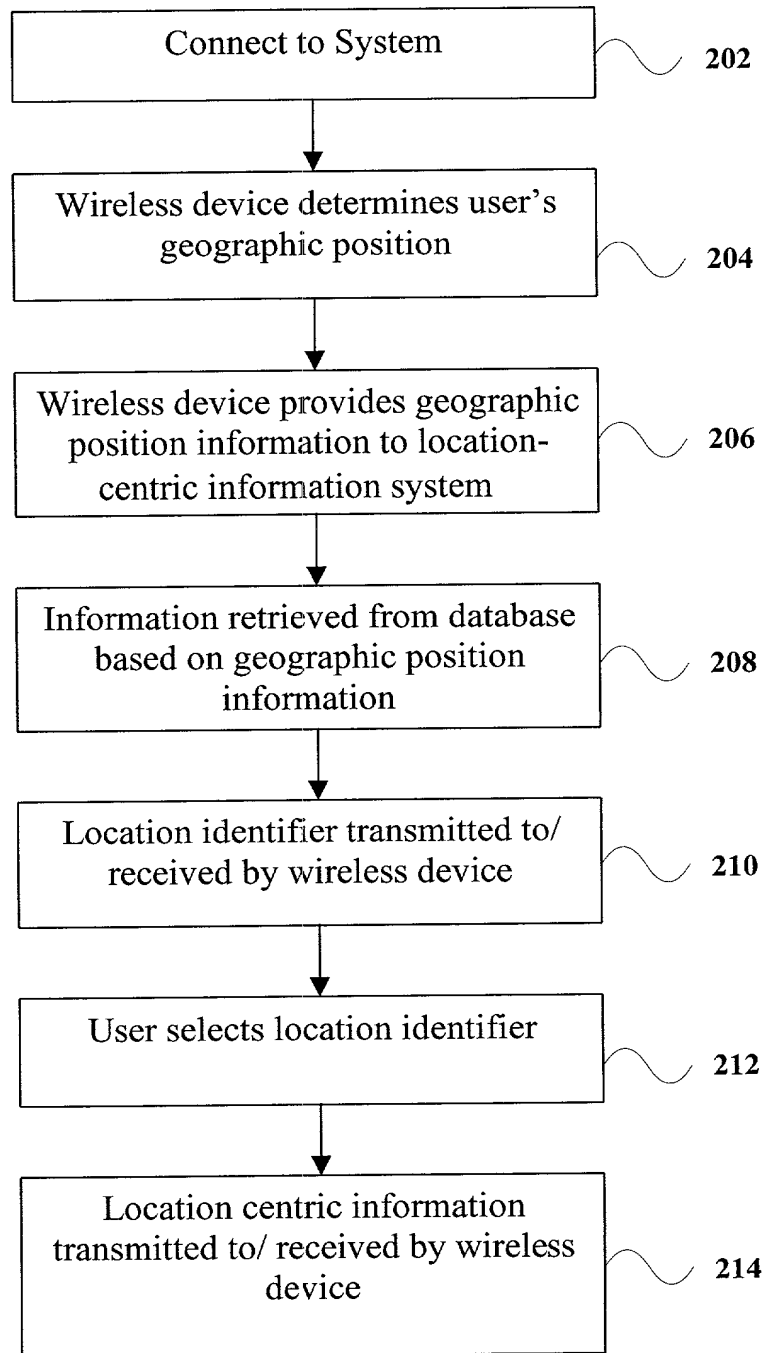 Connect to System
202
Wireless device determines user's
geographic position
204
Wireless device provides geographic
position information to location-
centric information system
206
Information retrieved from database
based on geographic position
information
208
Location identifier transmitted to/
received by wireless device
210
User selects location identifier
212
Location centric information
transmitted to/ received by wireless
device
214